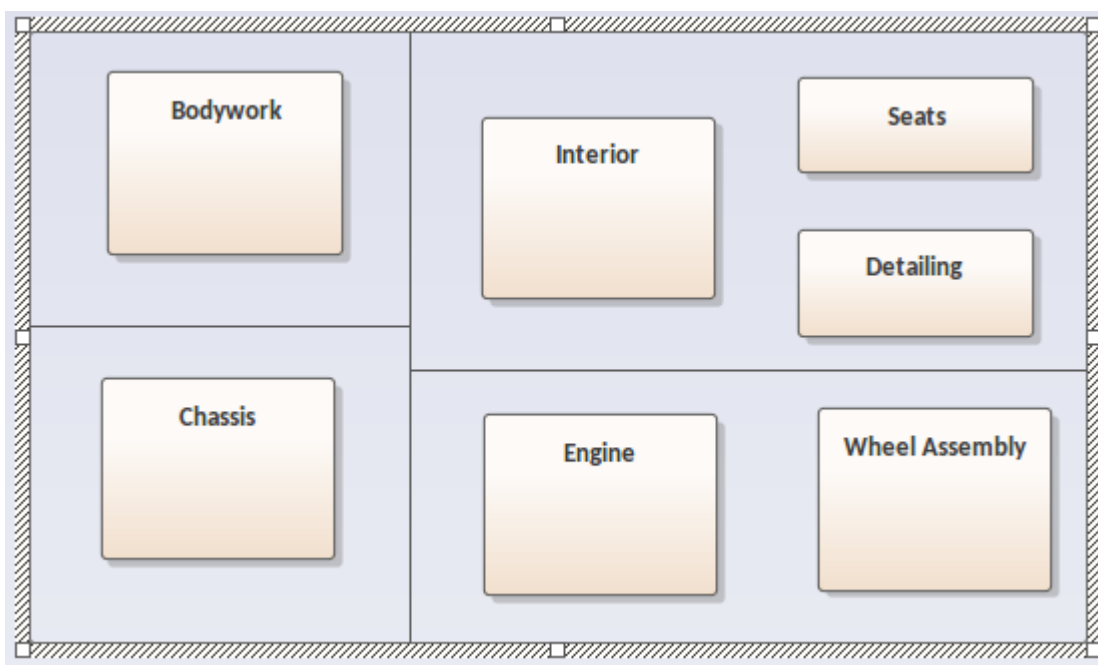 Bodywork
Interior
Seats
Detailing
Chassis
Engine
Wheel Assembly